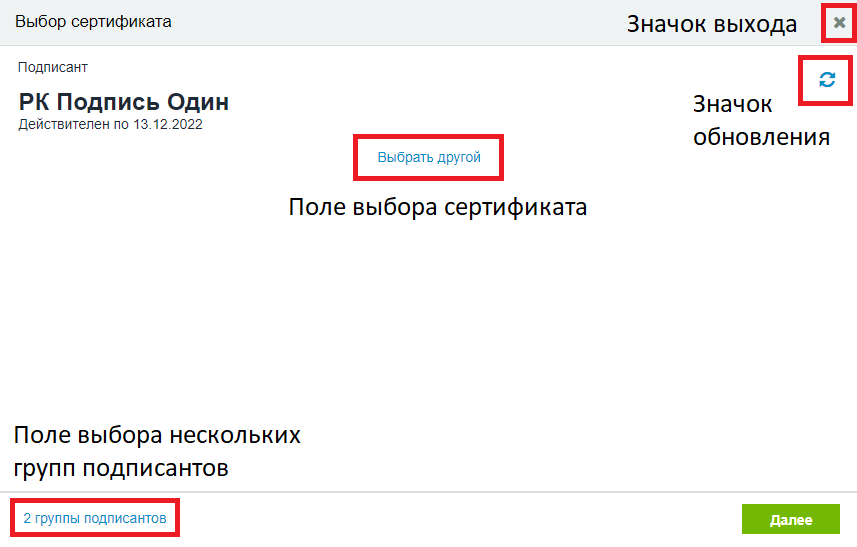 Выбор сертификата
Значок выхода
Подписант
РК Подпись Один
Действителен по 13.12.2022
Значок
обновления
Выбрать другой
Поле выбора сертификата
Поле выбора нескольких
групп подписантов
2 группы подписантов
Далее